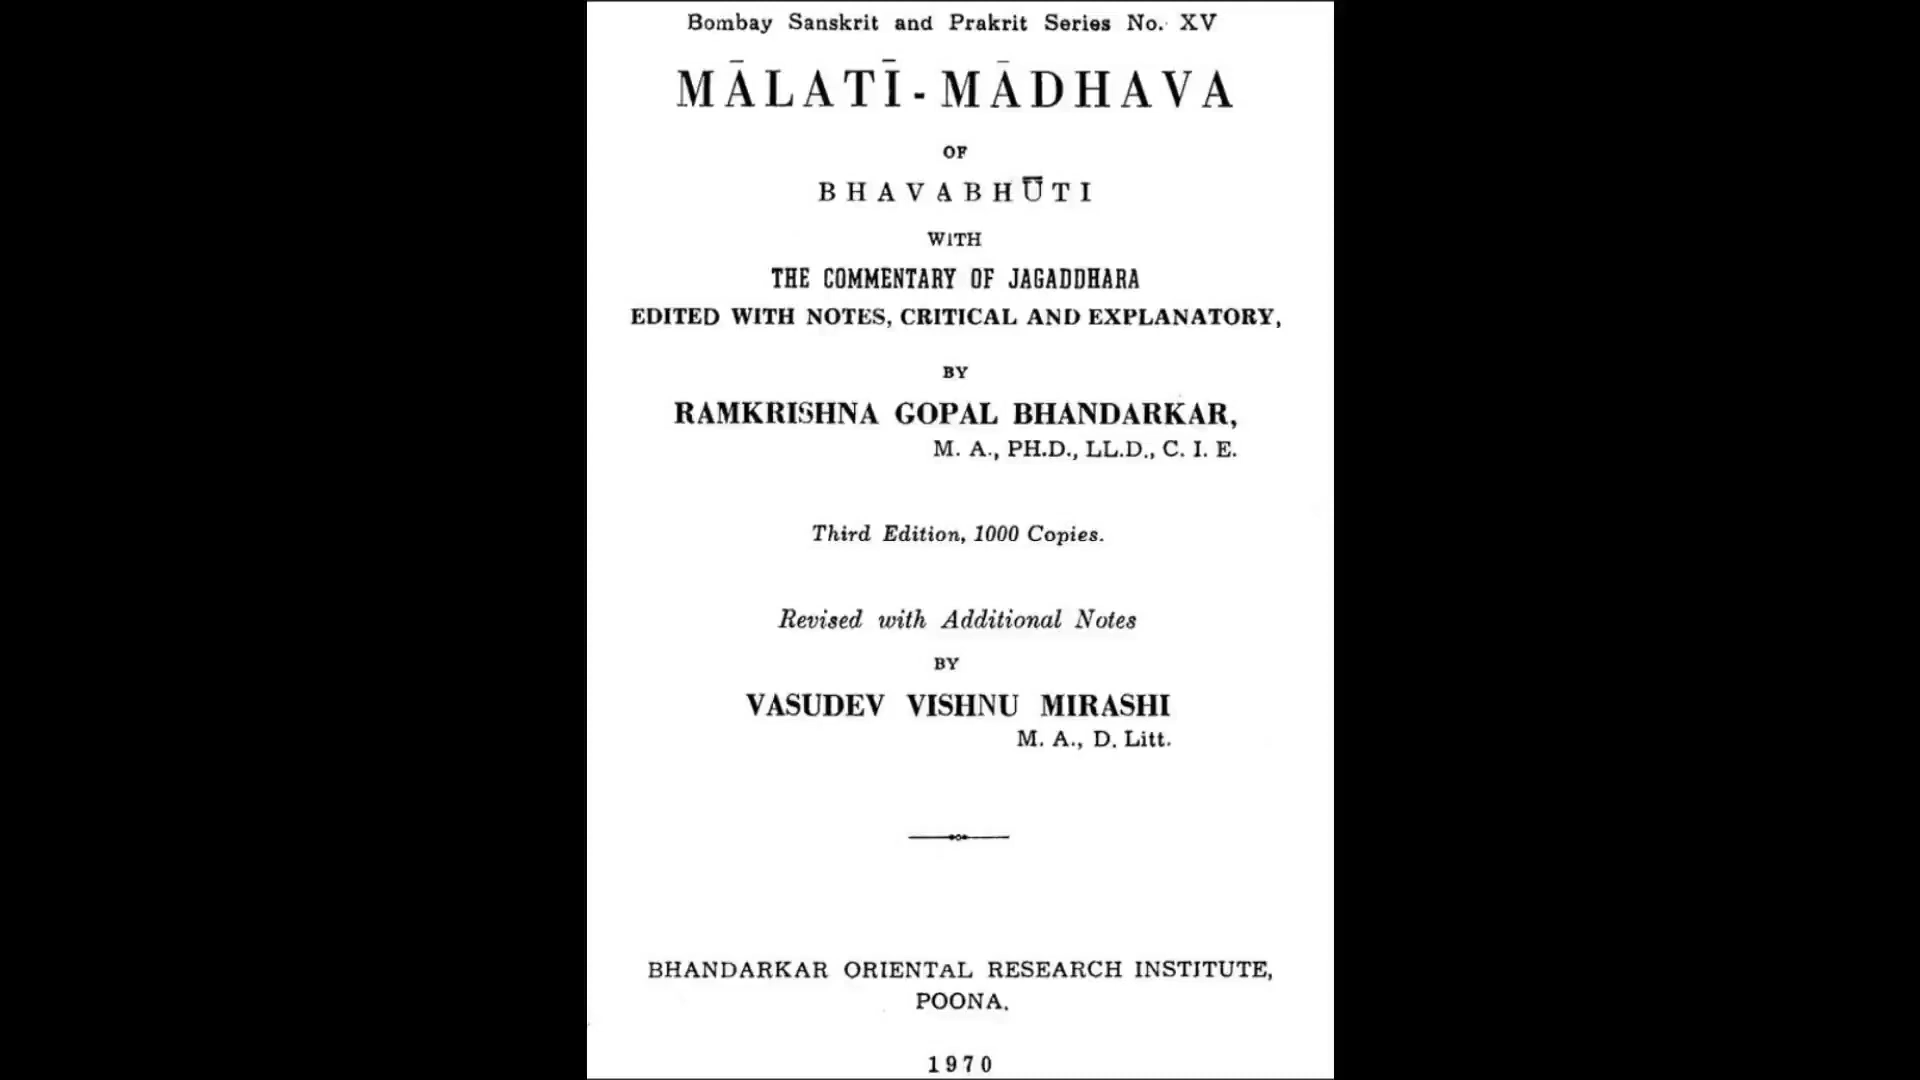 Bombay Sanskrit and Prakrit Series No. XV
MĀLATĪ-MĀDHAVA
OF
BHAVABHŪTI
WITH
THE COMMENTARY OF JAGADDHARA
EDITED WITH NOTES, CRITICAL AND EXPLANATORY,
BY
RAMKRISHNA GOPAL BHANDARKAR,
M. A., PH.D., LL.D., C. I. E.
Third Edition, 1000 Copies.
Revised with Additional Notes
BY
VASUDEV VISHNU MIRASHI
M. A., D. Litt.
BHANDARKAR ORIENTAL RESEARCH INSTITUTE,
POONA.
1970